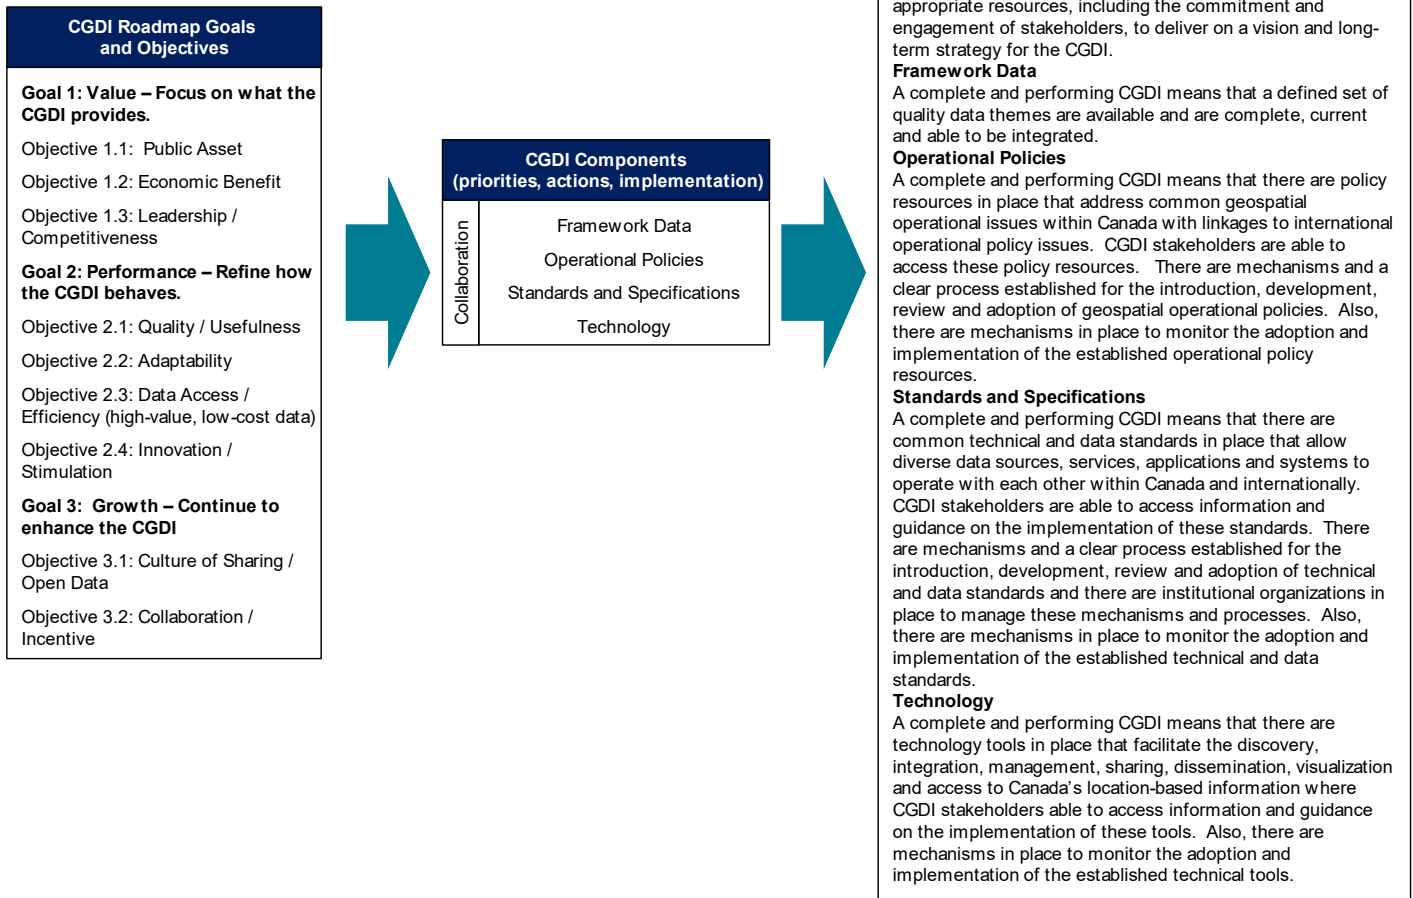 CGDI Roadmap Goals
and Objectives
Goal 1: Value – Focus on what the
CGDI provides.
Objective 1.1:  Public Asset
Objective 1.2: Economic Benefit
Objective 1.3: Leadership /
Competitiveness
Goal 2: Performance – Refine how
the CGDI behaves.
Objective 2.1: Quality / Usefulness
Objective 2.2: Adaptability
Objective 2.3: Data Access /
Efficiency (high-value, low-cost data)
Objective 2.4: Innovation /
Stimulation
Goal 3:  Growth – Continue to
enhance the CGDI
Objective 3.1: Culture of Sharing /
Open Data
Objective 3.2: Collaboration /
Incentive
CGDI Components
(priorities, actions, implementation)
Collaboration
Framework Data
Operational Policies
Standards and Specifications
Technology
appropriate resources, including the commitment and
engagement of stakeholders, to deliver on a vision and long-
term strategy for the CGDI.
Framework Data
A complete and performing CGDI means that a defined set of
quality data themes are available and are complete, current
and able to be integrated.
Operational Policies
A complete and performing CGDI means that there are policy
resources in place that address common geospatial
operational issues within Canada with linkages to international
operational policy issues.  CGDI stakeholders are able to
access these policy resources.   There are mechanisms and a
clear process established for the introduction, development,
review and adoption of geospatial operational policies.  Also,
there are mechanisms in place to monitor the adoption and
implementation of the established operational policy
resources.
Standards and Specifications
A complete and performing CGDI means that there are
common technical and data standards in place that allow
diverse data sources, services, applications and systems to
operate with each other within Canada and internationally.
CGDI stakeholders are able to access information and
guidance on the implementation of these standards.  There
are mechanisms and a clear process established for the
introduction, development, review and adoption of technical
and data standards and there are institutional organizations in
place to manage these mechanisms and processes.  Also,
there are mechanisms in place to monitor the adoption and
implementation of the established technical and data
standards.
Technology
A complete and performing CGDI means that there are
technology tools in place that facilitate the discovery,
integration, management, sharing, dissemination, visualization
and access to Canada's location-based information where
CGDI stakeholders able to access information and guidance
on the implementation of these tools.  Also, there are
mechanisms in place to monitor the adoption and
implementation of the established technical tools.